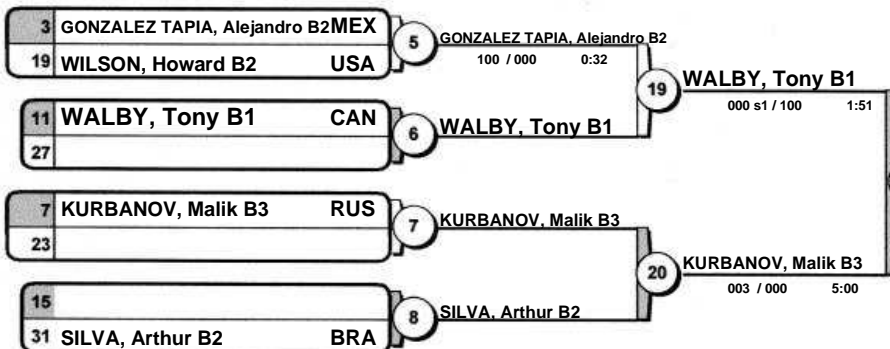 3 GONZALEZ TAPIA, Alejandro B2 MEX
19 WILSON, Howard B2 USA
5
GONZALEZ TAPIA, Alejandro B2
100 / 000 0:32
11 WALBY, Tony B1 CAN
27
6
WALBY, Tony B1
19
WALBY, Tony B1
000 s1 / 100 1:51
7 KURBANOV, Malik B3 RUS
23
7
KURBANOV, Malik B3
15
31 SILVA, Arthur B2 BRA
8
SILVA, Arthur B2
20
KURBANOV, Malik B3
003 / 000 5:00